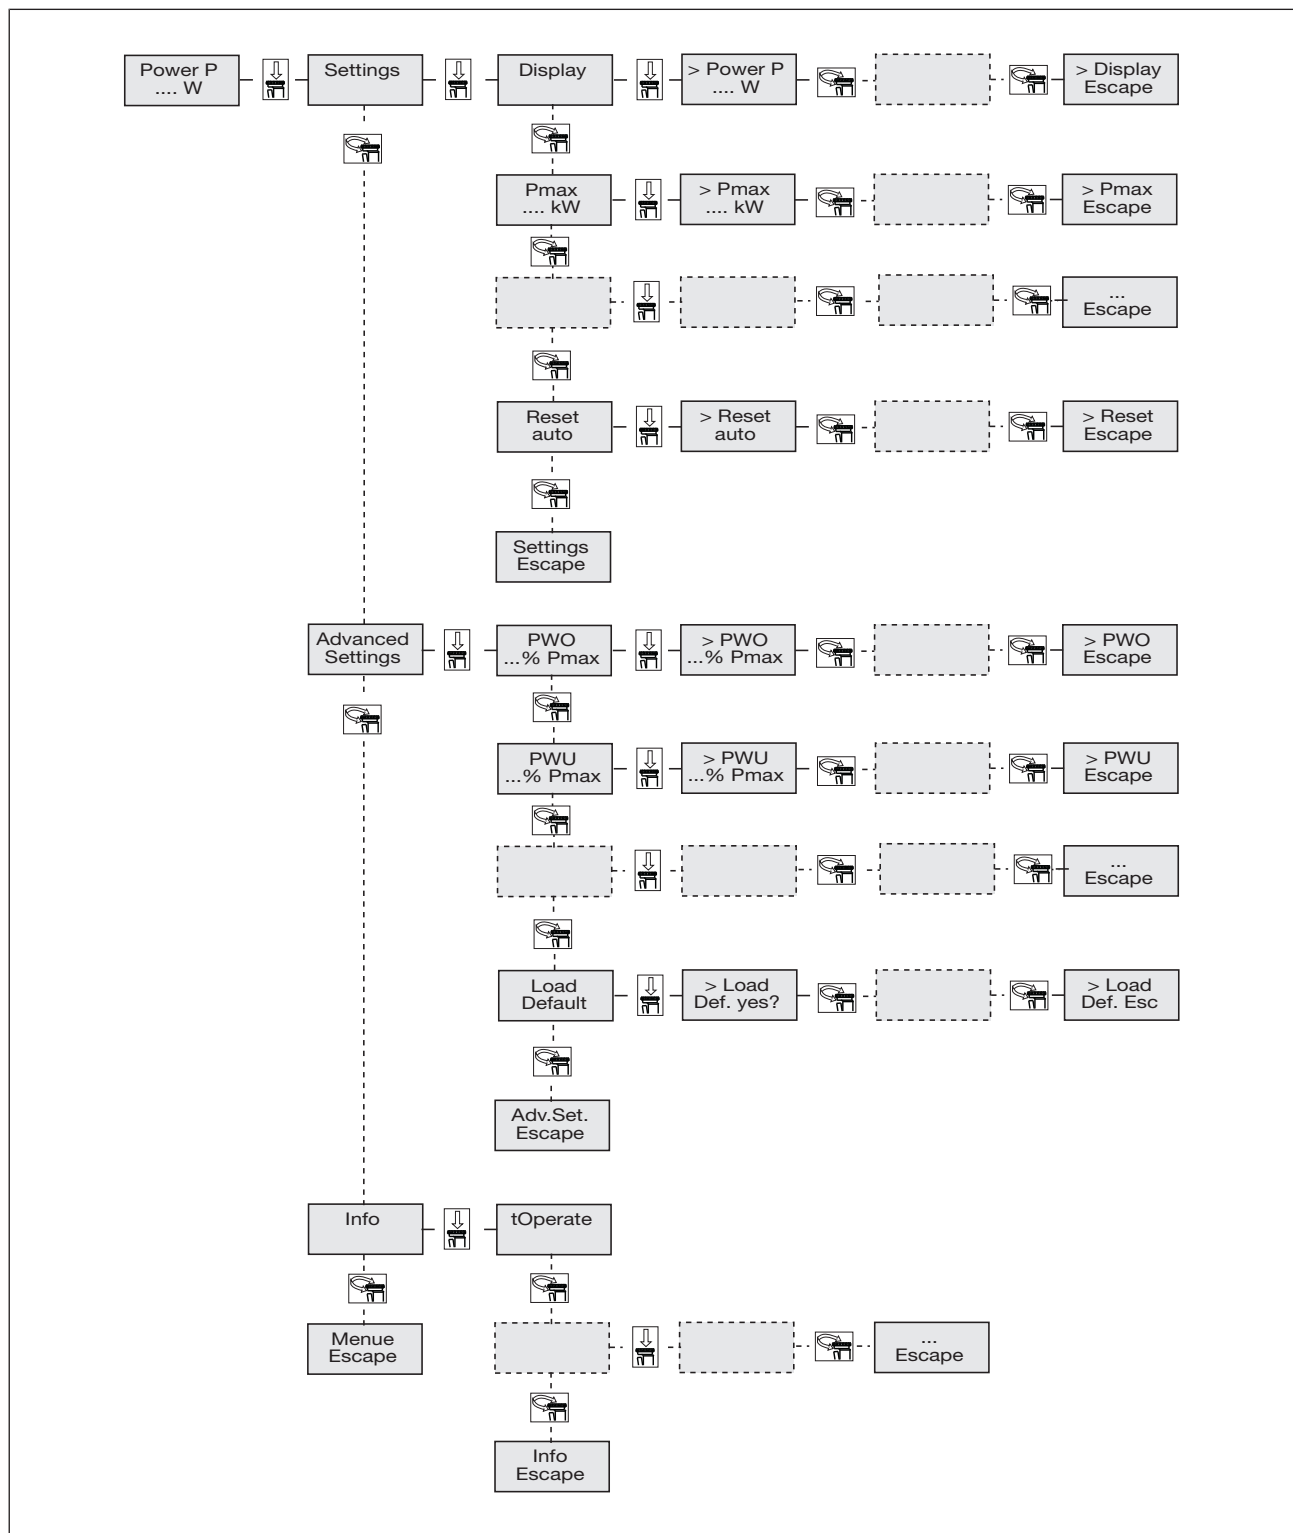 Power P
.... W
Settings
Display
> Power P
.... W
> Display
Escape
Pmax
.... kW
> Pmax
.... kW
> Pmax
Escape
...
Escape
Reset
auto
> Reset
auto
> Reset
Escape
Settings
Escape
Advanced
Settings
PWO
...% Pmax
> PWO
...% Pmax
> PWO
Escape
PWU
...% Pmax
> PWU
...% Pmax
> PWU
Escape
...
Escape
Load
Default
> Load
Def. yes?
> Load
Def. Esc
Adv.Set.
Escape
Info
tOperate
Menue
Escape
...
Escape
Info
Escape